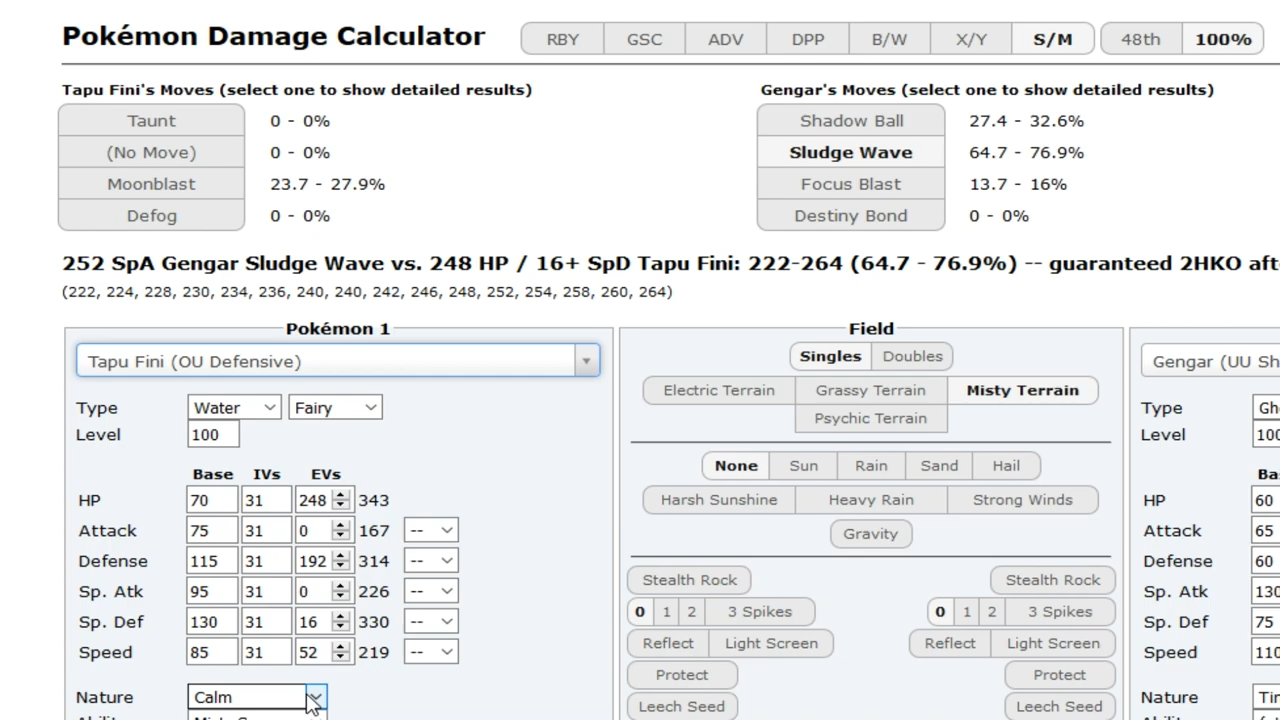 Pokémon Damage Calculator RBY GSC ADV DPP B/W X/Y S/M 48th 100%
Tapu Fini's Moves (select one to show detailed results) Gengar's Moves (select one to show detailed results)
Taunt 0 - 0% Shadow Ball 27.4 - 32.6%
(No Move) 0 - 0% Sludge Wave 64.7 - 76.9%
Moonblast 23.7 - 27.9% Focus Blast 13.7 - 16%
Defog 0 - 0% Destiny Bond 0 - 0%
252 SpA Gengar Sludge Wave vs. 248 HP / 16+ SpD Tapu Fini: 222-264 (64.7 - 76.9%) -- guaranteed 2HKO aft
(222, 224, 228, 230, 234, 236, 240, 240, 242, 246, 248, 252, 254, 258, 260, 264)
Pokémon 1 Field
Tapu Fini (OU Defensive) Singles Doubles Gengar (UU Sh
Electric Terrain Grassy Terrain Misty Terrain
Type Water Fairy Psychic Terrain Type Gho
Level 100 Level 100
None Sun Rain Sand Hail
Base IVs EVs Bas
HP 70 31 248 343 Harsh Sunshine Heavy Rain Strong Winds HP 60
Attack 75 31 0 167 -- Gravity Attack 65
Defense 115 31 192 314 -- Defense 60
Sp. Atk 95 31 0 226 -- Stealth Rock Stealth Rock Sp. Atk 130
Sp. Def 130 31 16 330 -- 0 1 2 3 Spikes 0 1 2 3 Spikes Sp. Def 75
Speed 85 31 52 219 -- Reflect Light Screen Reflect Light Screen Speed 110
Protect Protect
Nature Calm Leech Seed Leech Seed Nature Tim